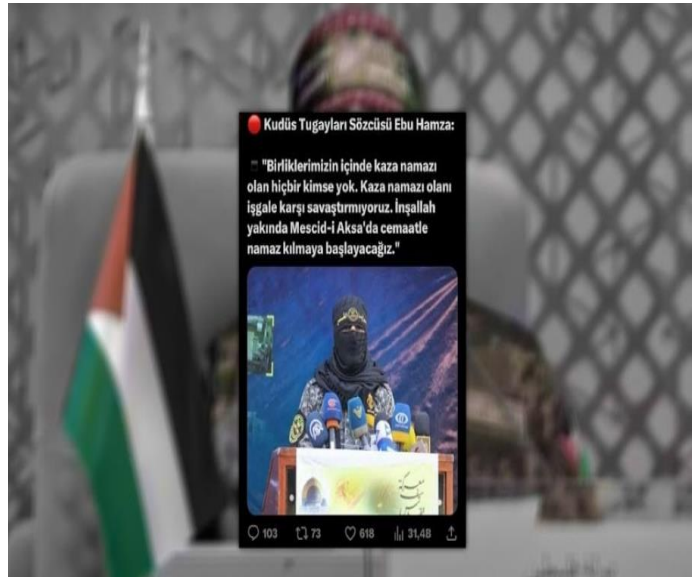 🔴 Kudüs Tugayları Sözcüsü Ebu Hamza:
"Birliklerimizin içinde kaza namazı
olan hiçbir kimse yok. Kaza namazı olanı
işgale karşı savaştırmıyoruz. İnşallah
yakında Mescid-i Aksa'da cemaatle
namaz kılmaya başlayacağız."
103 73 618 31,4B